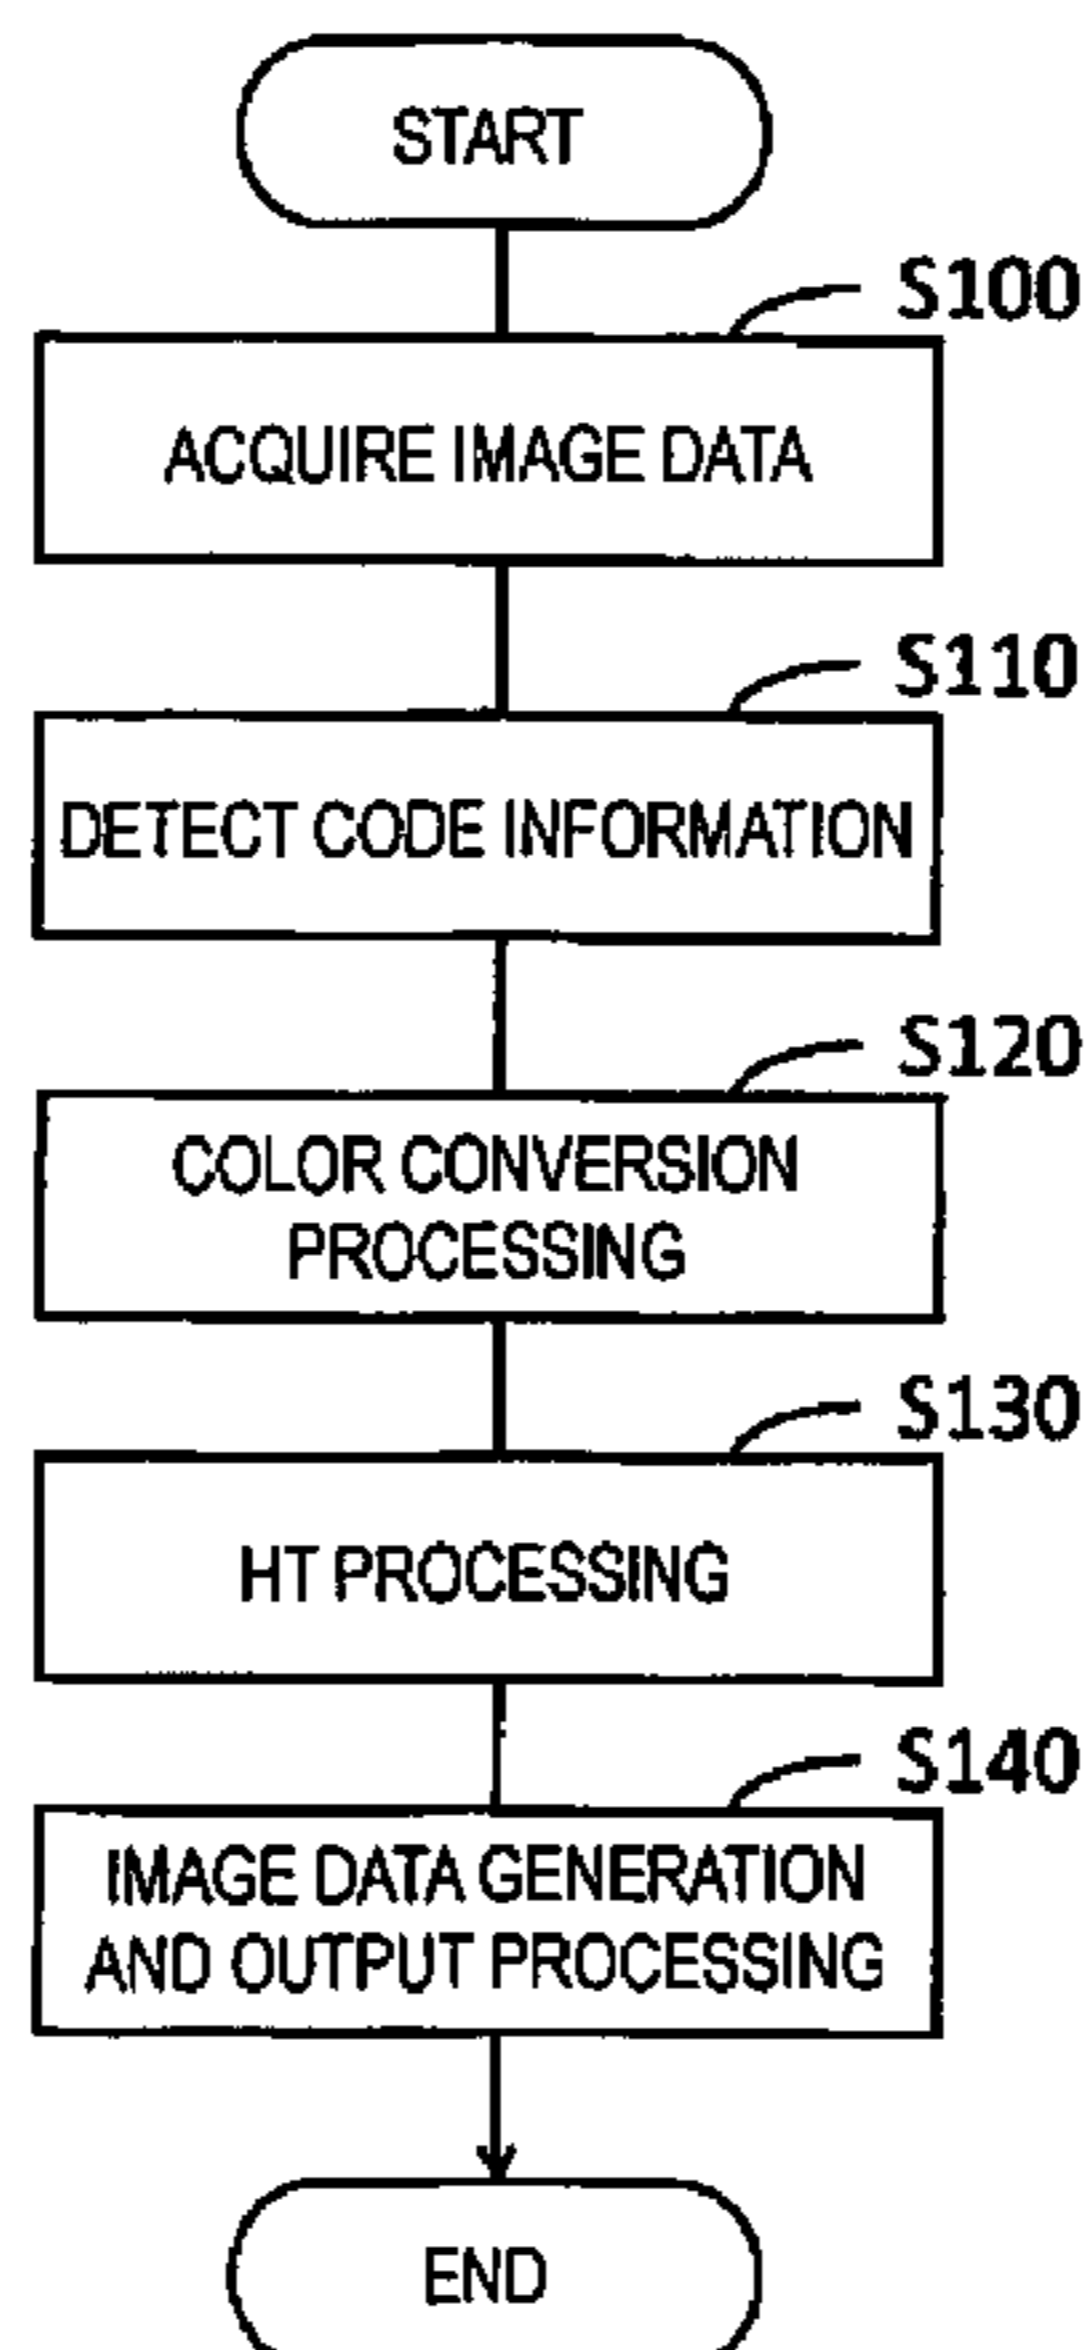 START
S100
ACQUIRE IMAGE DATA
S110
DETECT CODE INFORMATION
S120
COLOR CONVERSION
PROCESSING
S130
HT PROCESSING
S140
IMAGE DATA GENERATION
AND OUTPUT PROCESSING
END